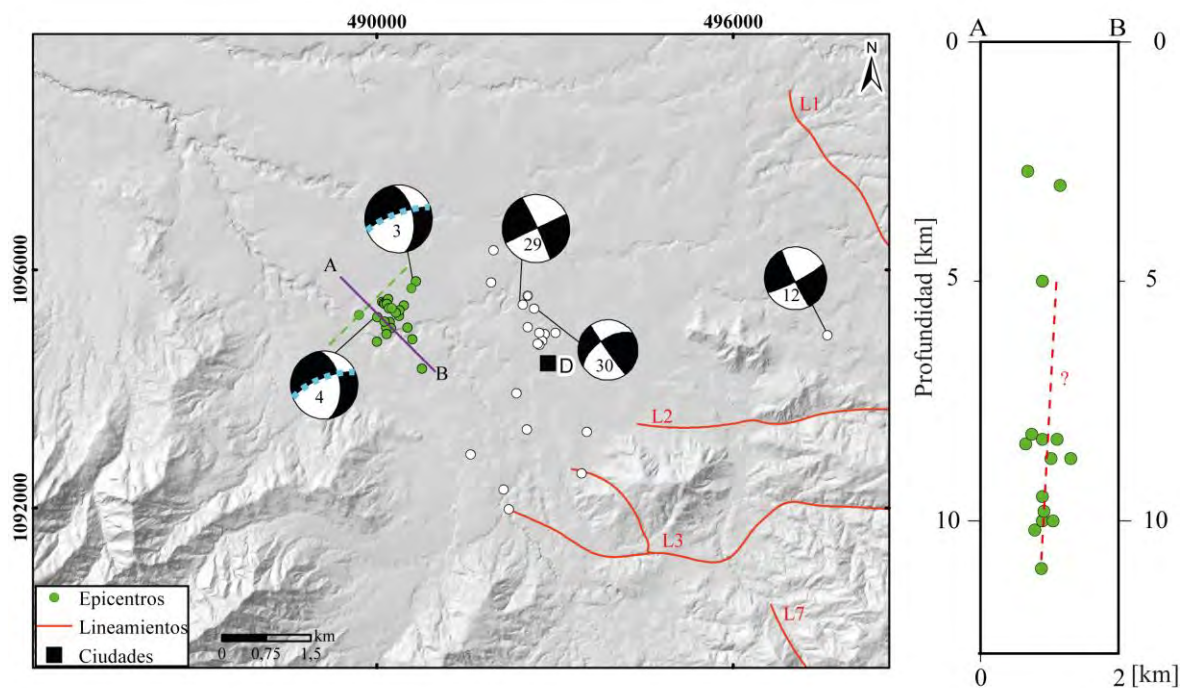 490000
496000
1096000
1092000
N
L1
L2
L3
L7
3
29
12
4
30
A
B
D
Epicentros
Lineamientos
Ciudades
km
0 0,75 1,5
A B
0 0
5 5
10 10
Profundidad [km]
?
0 2 [km]